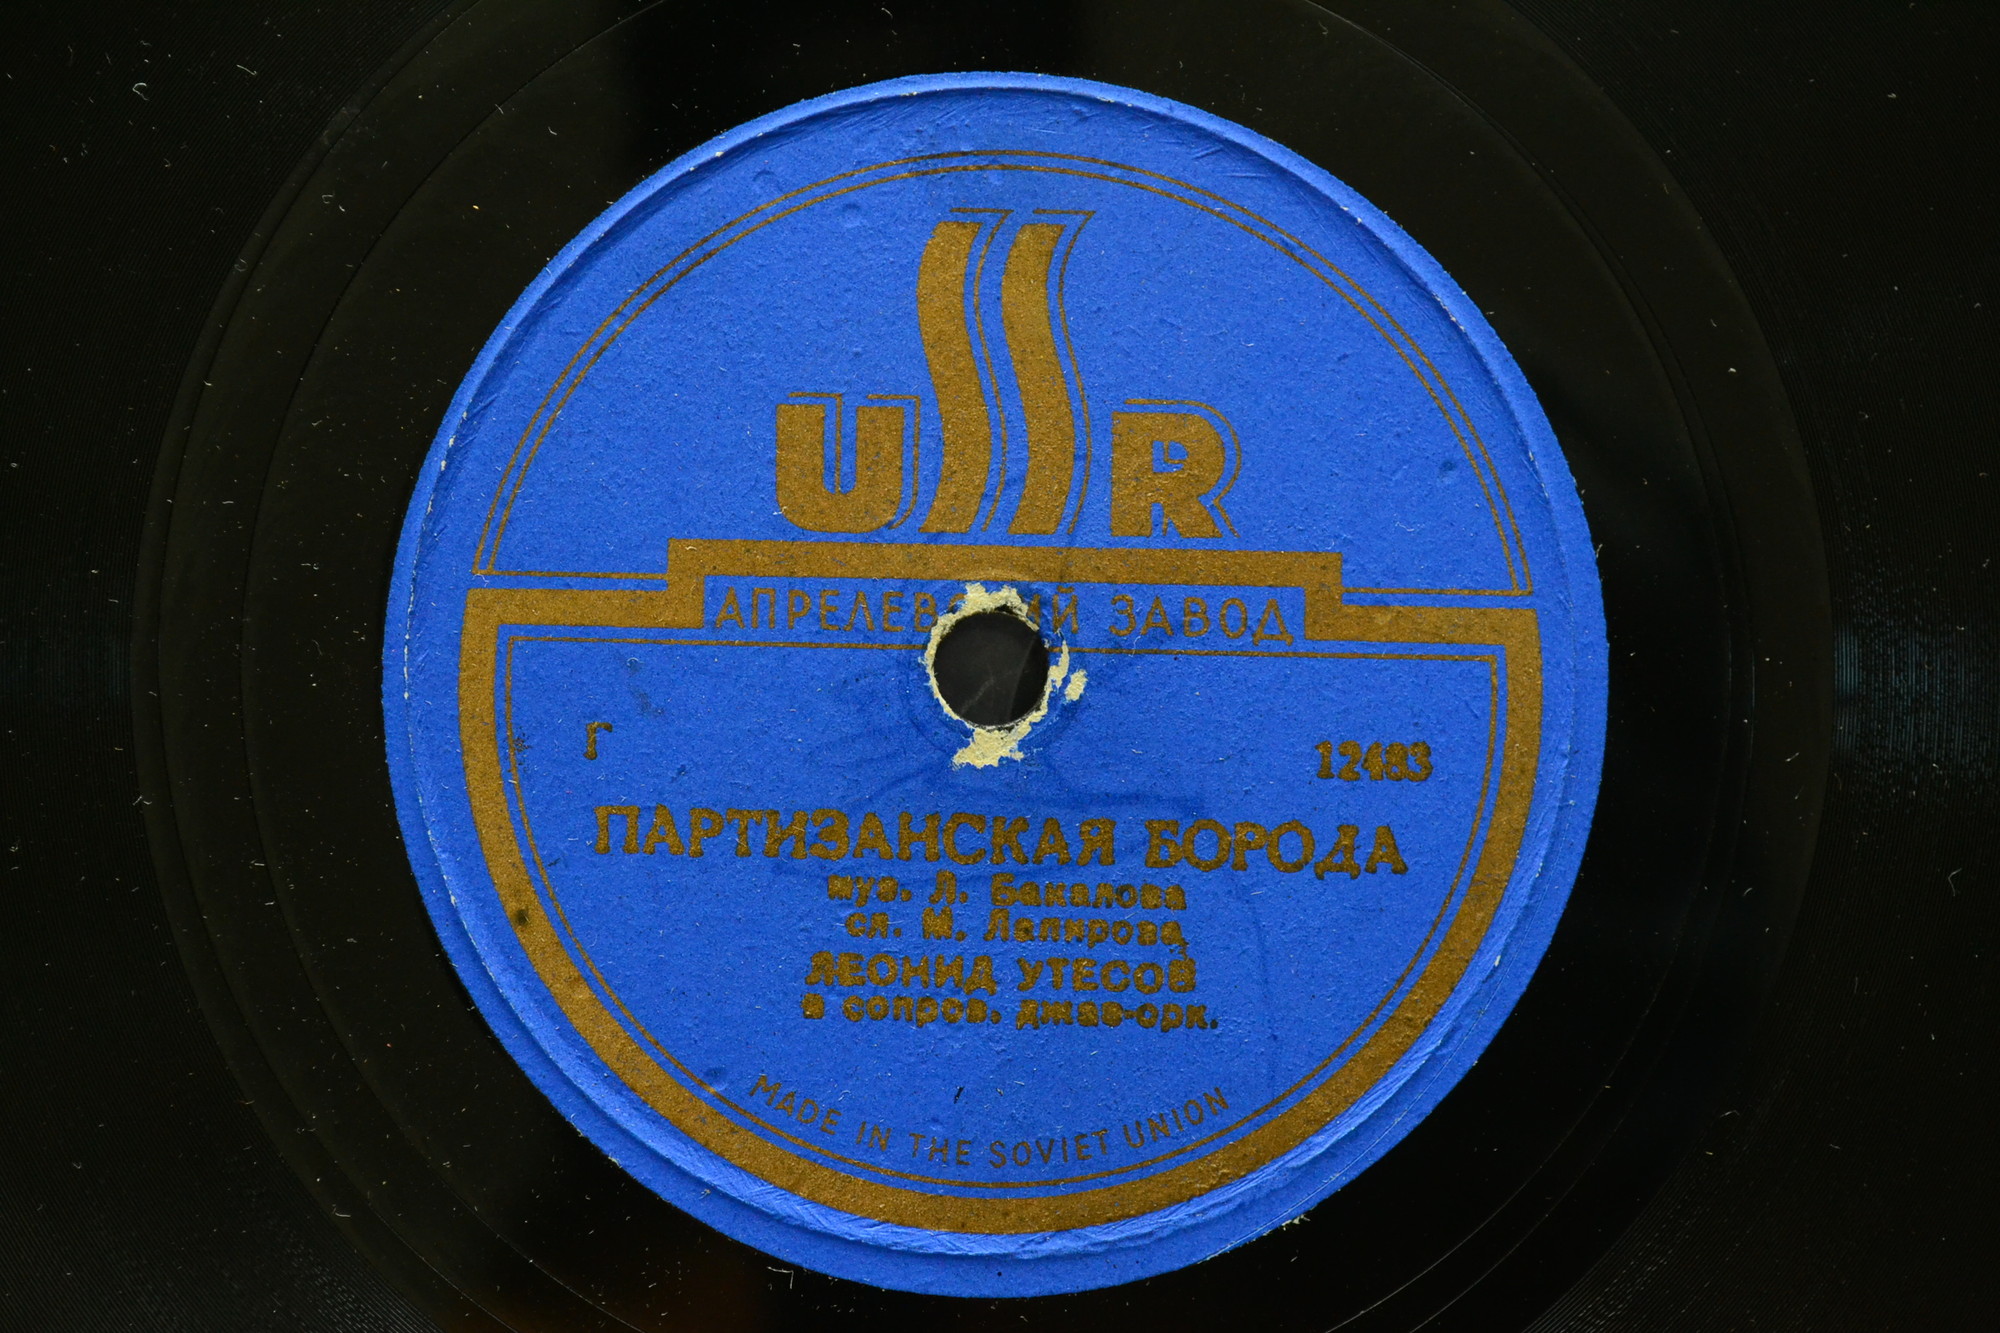 USSR
АПРЕЛЕВСКИЙ ЗАВОД
Г 12483
ПАРТИЗАНСКАЯ БОРОДА
муз. Л. Бакалова
сл. М. Лапирова
ЛЕОНИД УТЕСОВ
в сопров. джаз-орк.
MADE IN THE SOVIET UNION